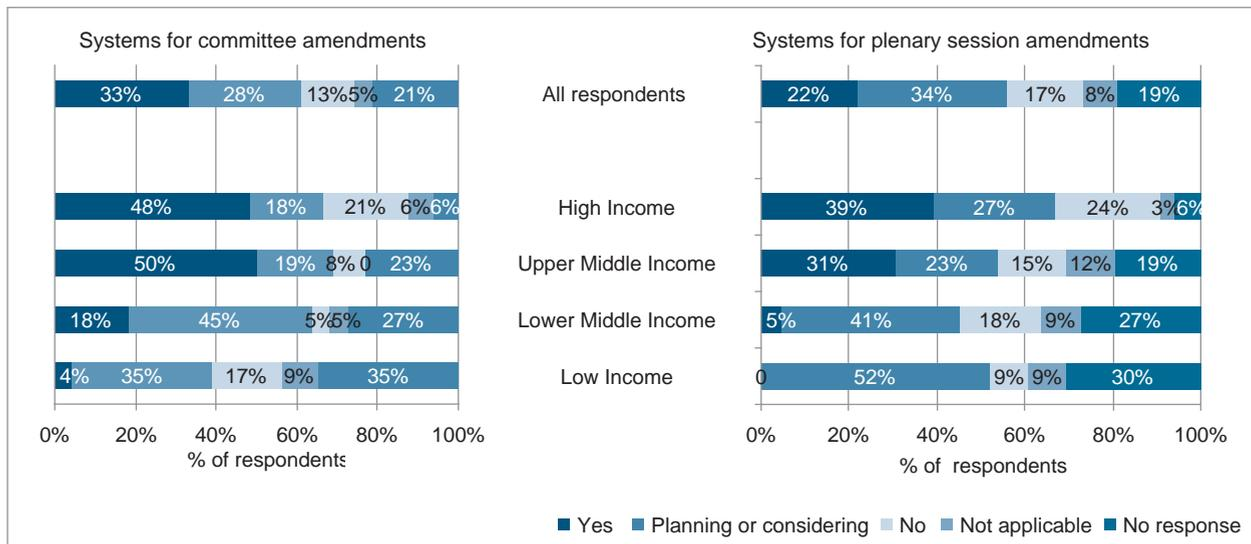 Systems for committee amendments
33% 28% 13% 5% 21%
48% 18% 21% 6% 6%
50% 19% 8% 0 23%
18% 45% 5% 5% 27%
4% 35% 17% 9% 35%
0% 20% 40% 60% 80% 100%
% of respondents
All respondents
High Income
Upper Middle Income
Lower Middle Income
Low Income
Systems for plenary session amendments
22% 34% 17% 8% 19%
39% 27% 24% 3% 6%
31% 23% 15% 12% 19%
5% 41% 18% 9% 27%
0 52% 9% 9% 30%
0% 20% 40% 60% 80% 100%
% of respondents
Yes Planning or considering No Not applicable No response